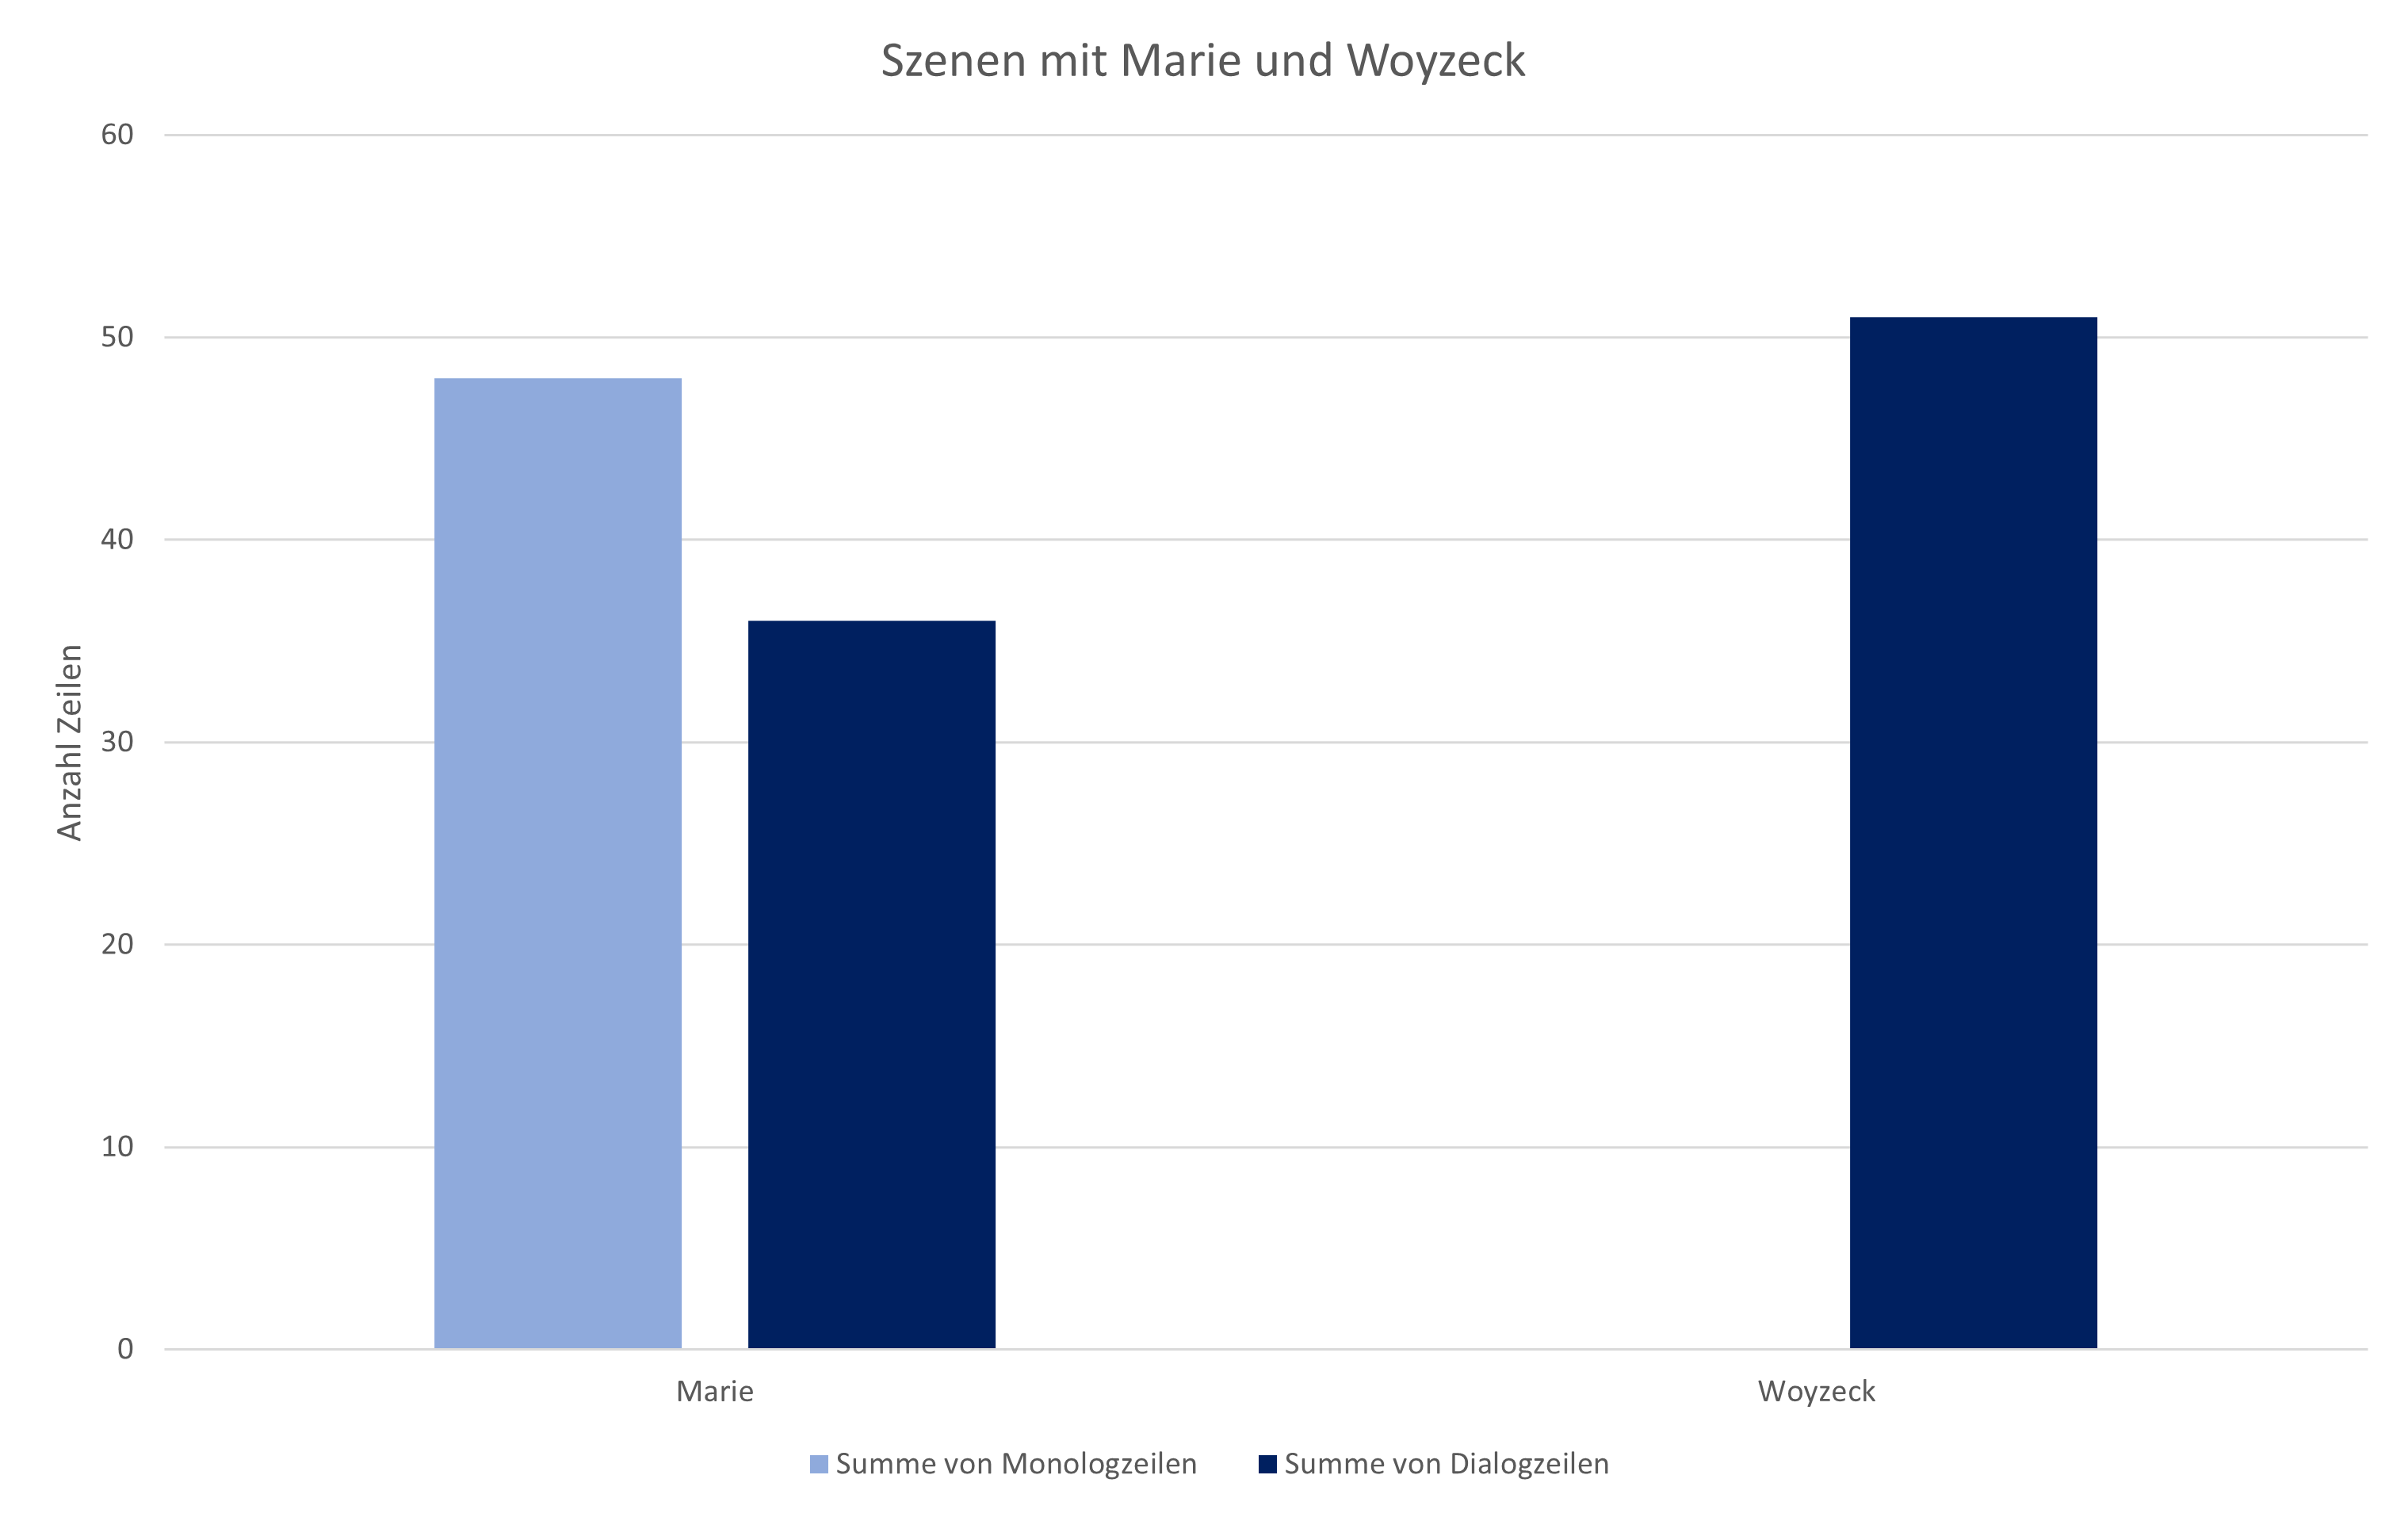 Szenen mit Marie und Woyzeck
60
50
40
30
20
10
0
Anzahl Zeilen
Marie
Woyzeck
Summe von Monologzeilen
Summe von Dialogzeilen